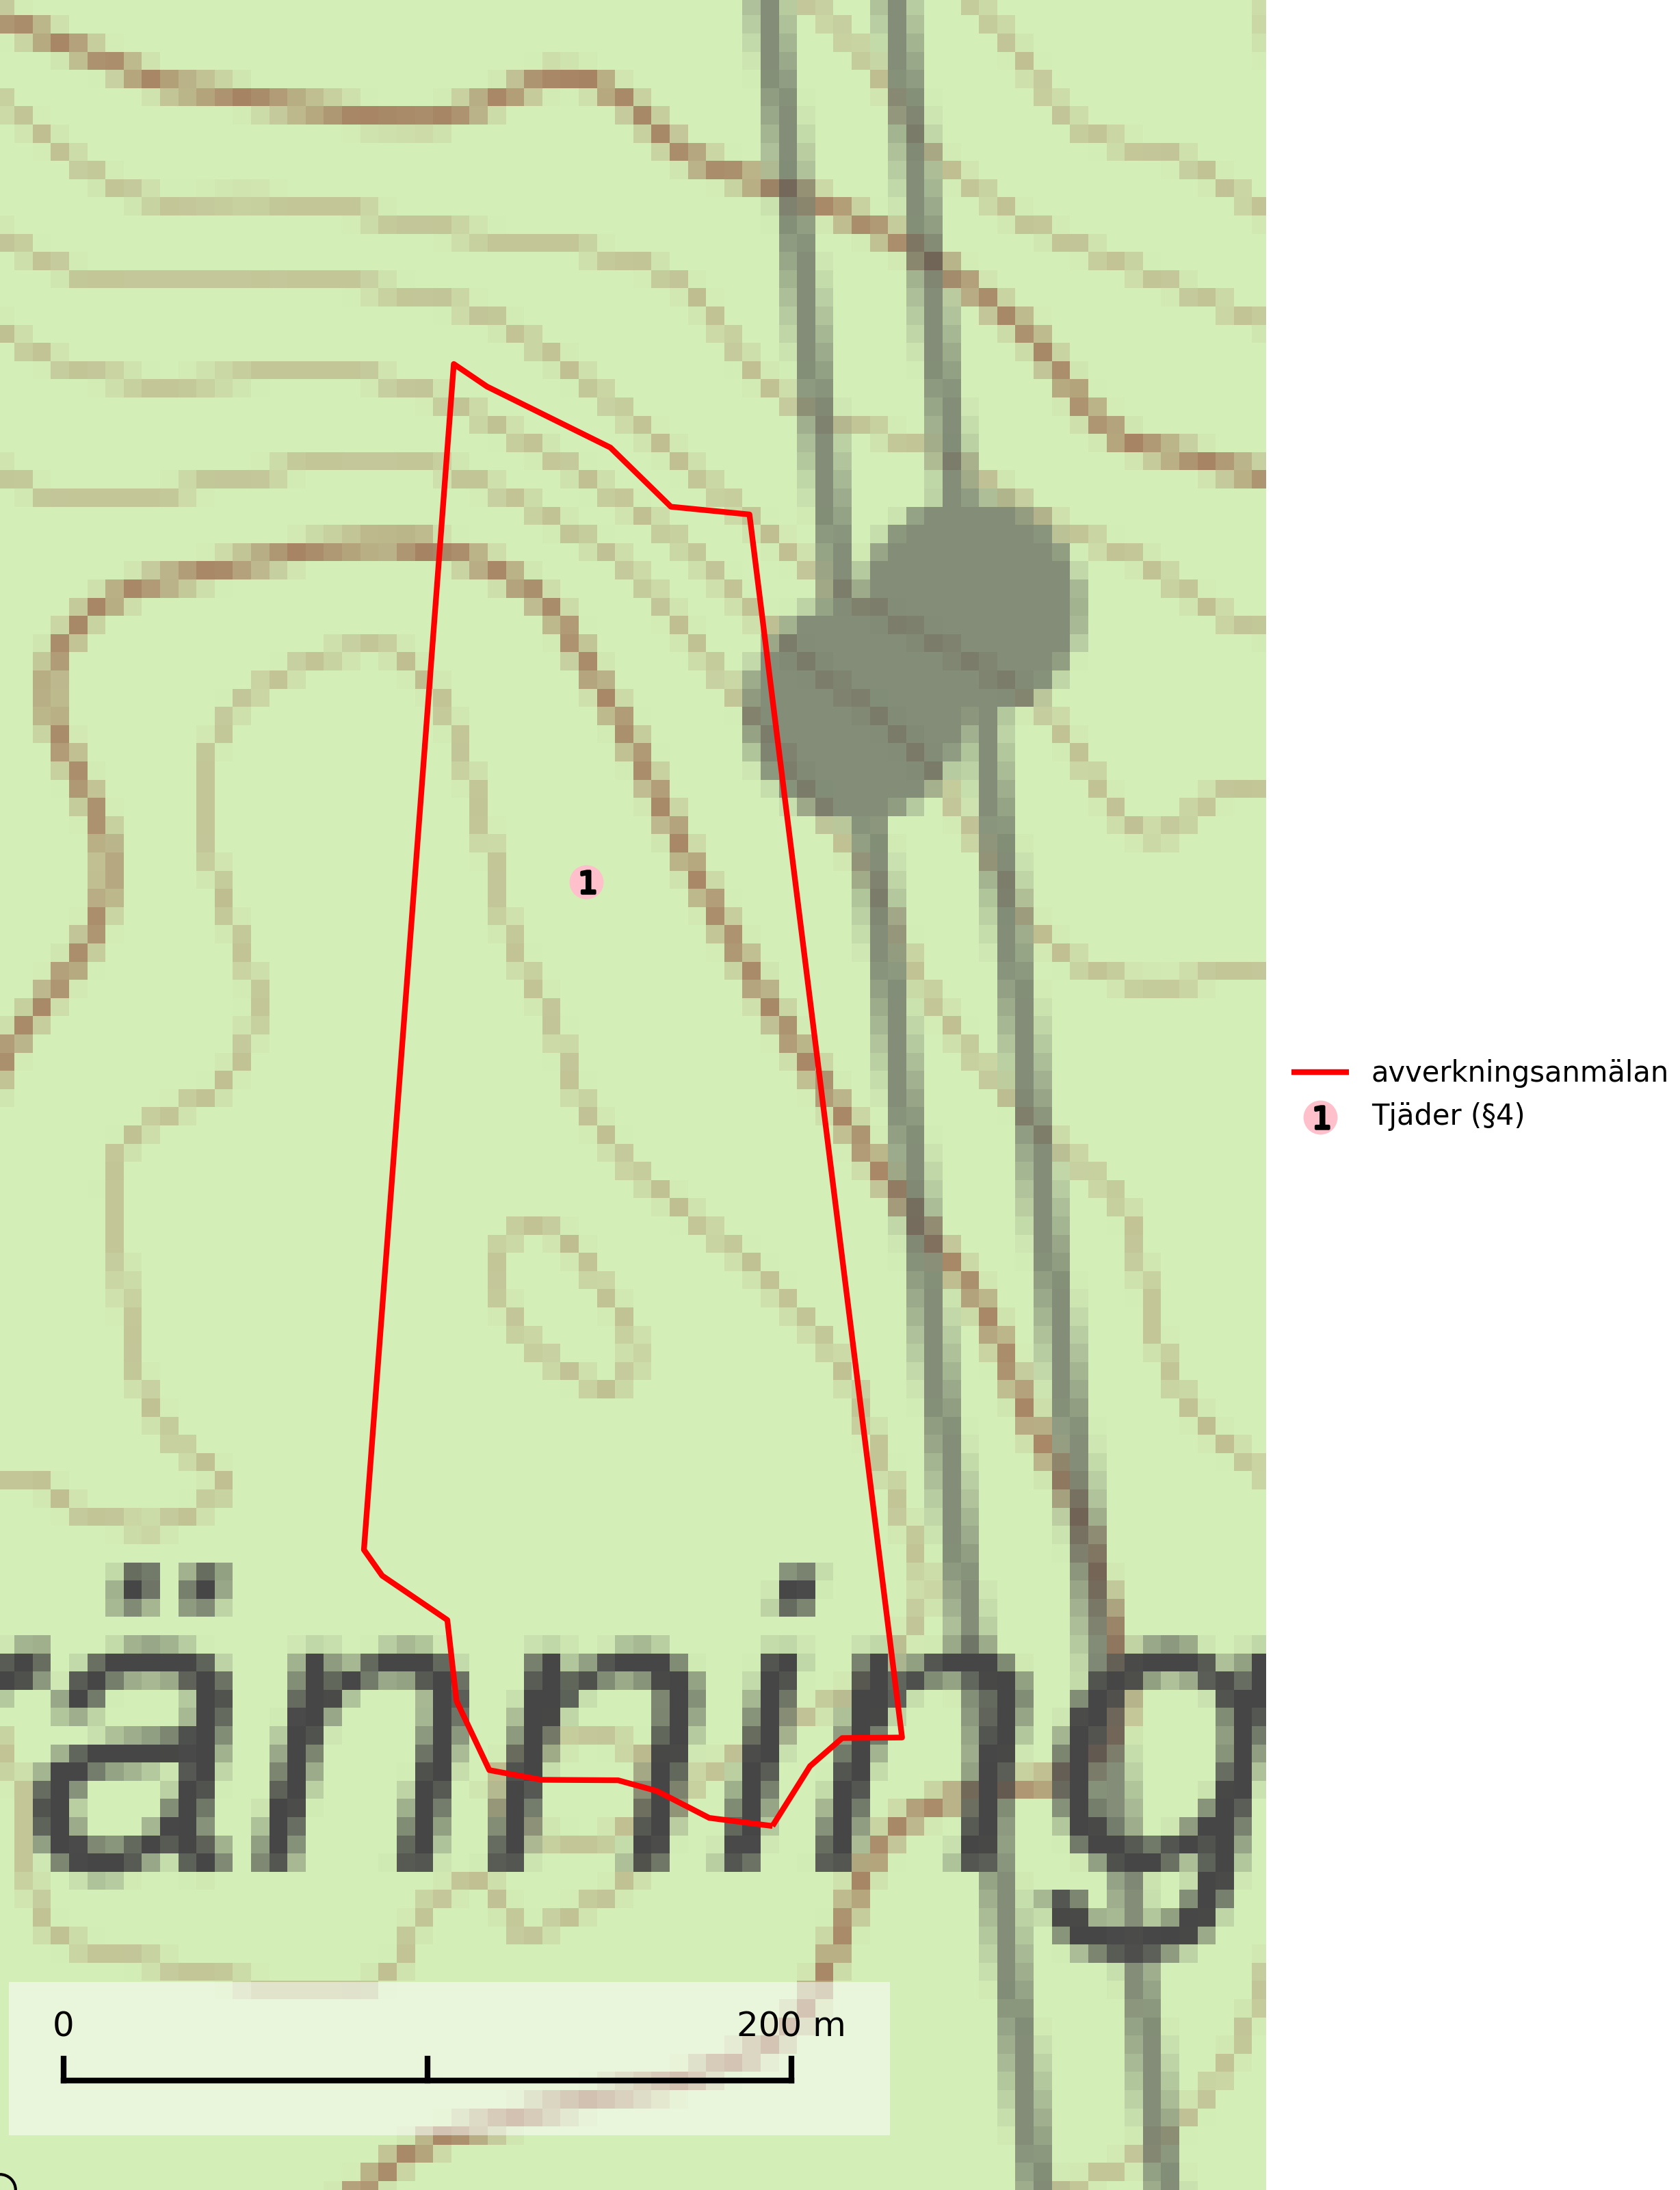 1
avverkningsanmälan
1 Tjäder (§4)
änning
0 200 m